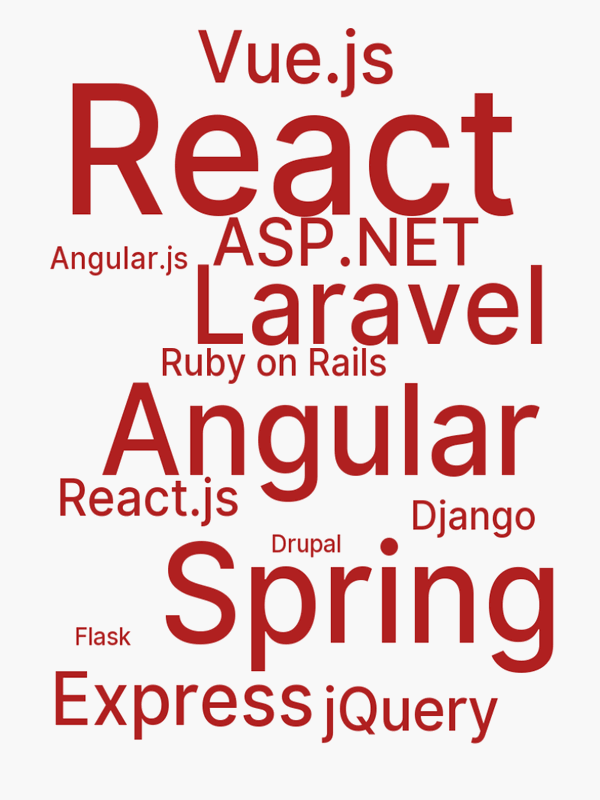 Vue.js
React
ASP.NET
Angular.js
Laravel
Ruby on Rails
Angular
React.js
Django
Drupal
Spring
Flask
Express
jQuery